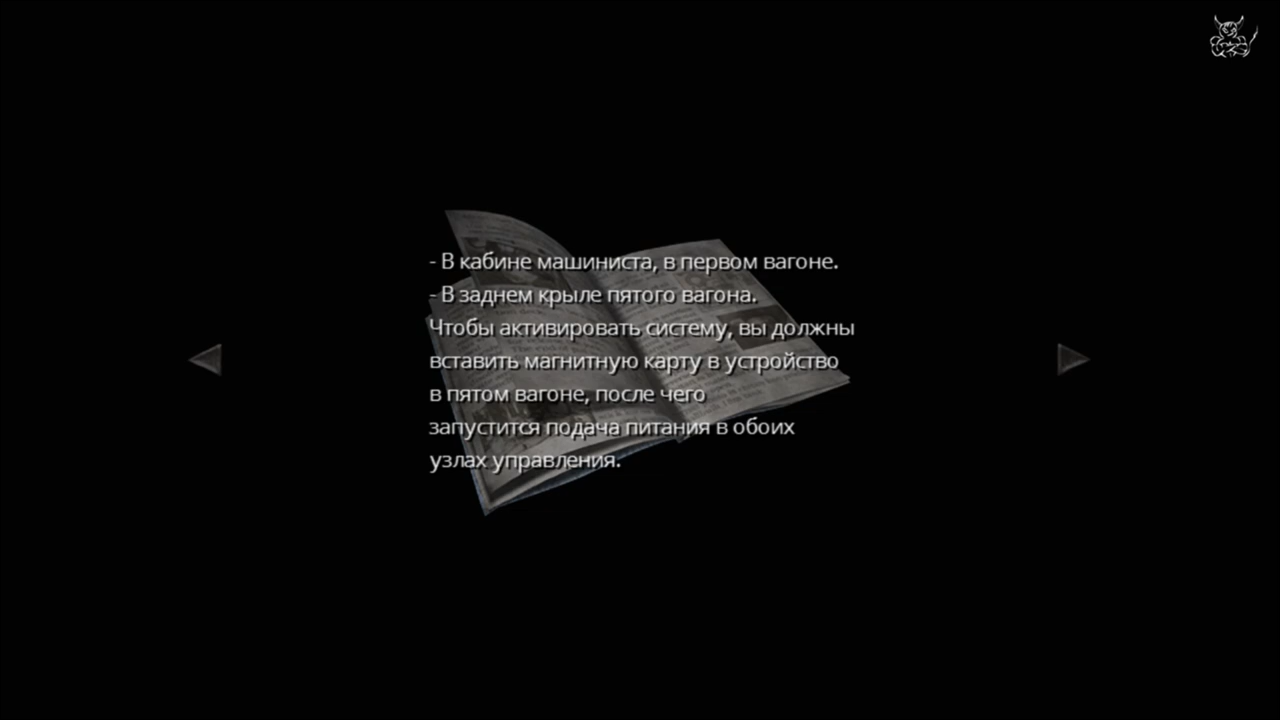 - В кабине машиниста, в первом вагоне.
- В заднем крыле пятого вагона.
Чтобы активировать систему, вы должны
вставить магнитную карту в устройство
в пятом вагоне, после чего
запустится подача питания в обоих
узлах управления.